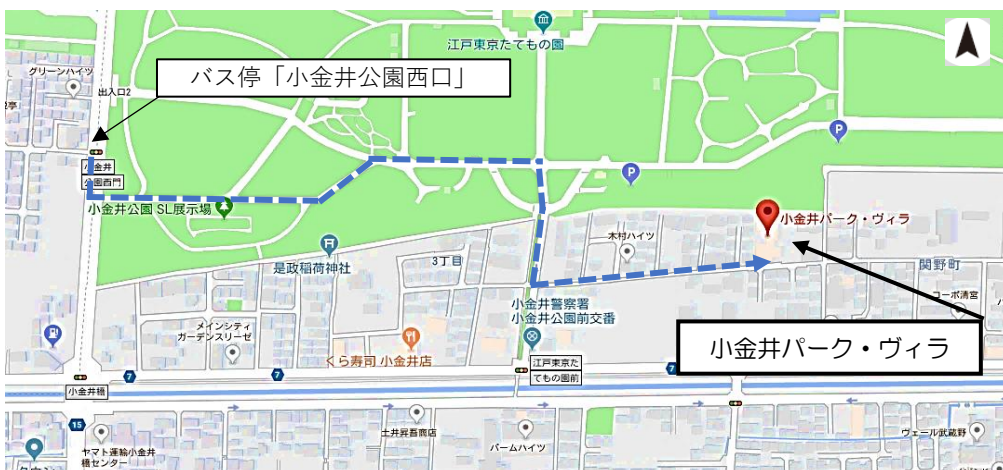 江戸東京たてもの園
グリーンハイツ
バス停「小金井公園西口」
出入口2
P
小金井
公園西門
P
小金井公園 SL展示場
小金井パーク・ヴィラ
木村ハイツ
是政稲荷神社
3丁目
関野町
小金井警察署
小金井公園前交番
コーポ清宮
メインシティ
ガーデンスリーゼ
くら寿司 小金井店
小金井パーク・ヴィラ
江戸東京た
てもの園前
7
7
7
小金井橋
15
土井昇吾商店
ヤマト運輸小金井
橋センター
パームハイツ
ヴェール武蔵野